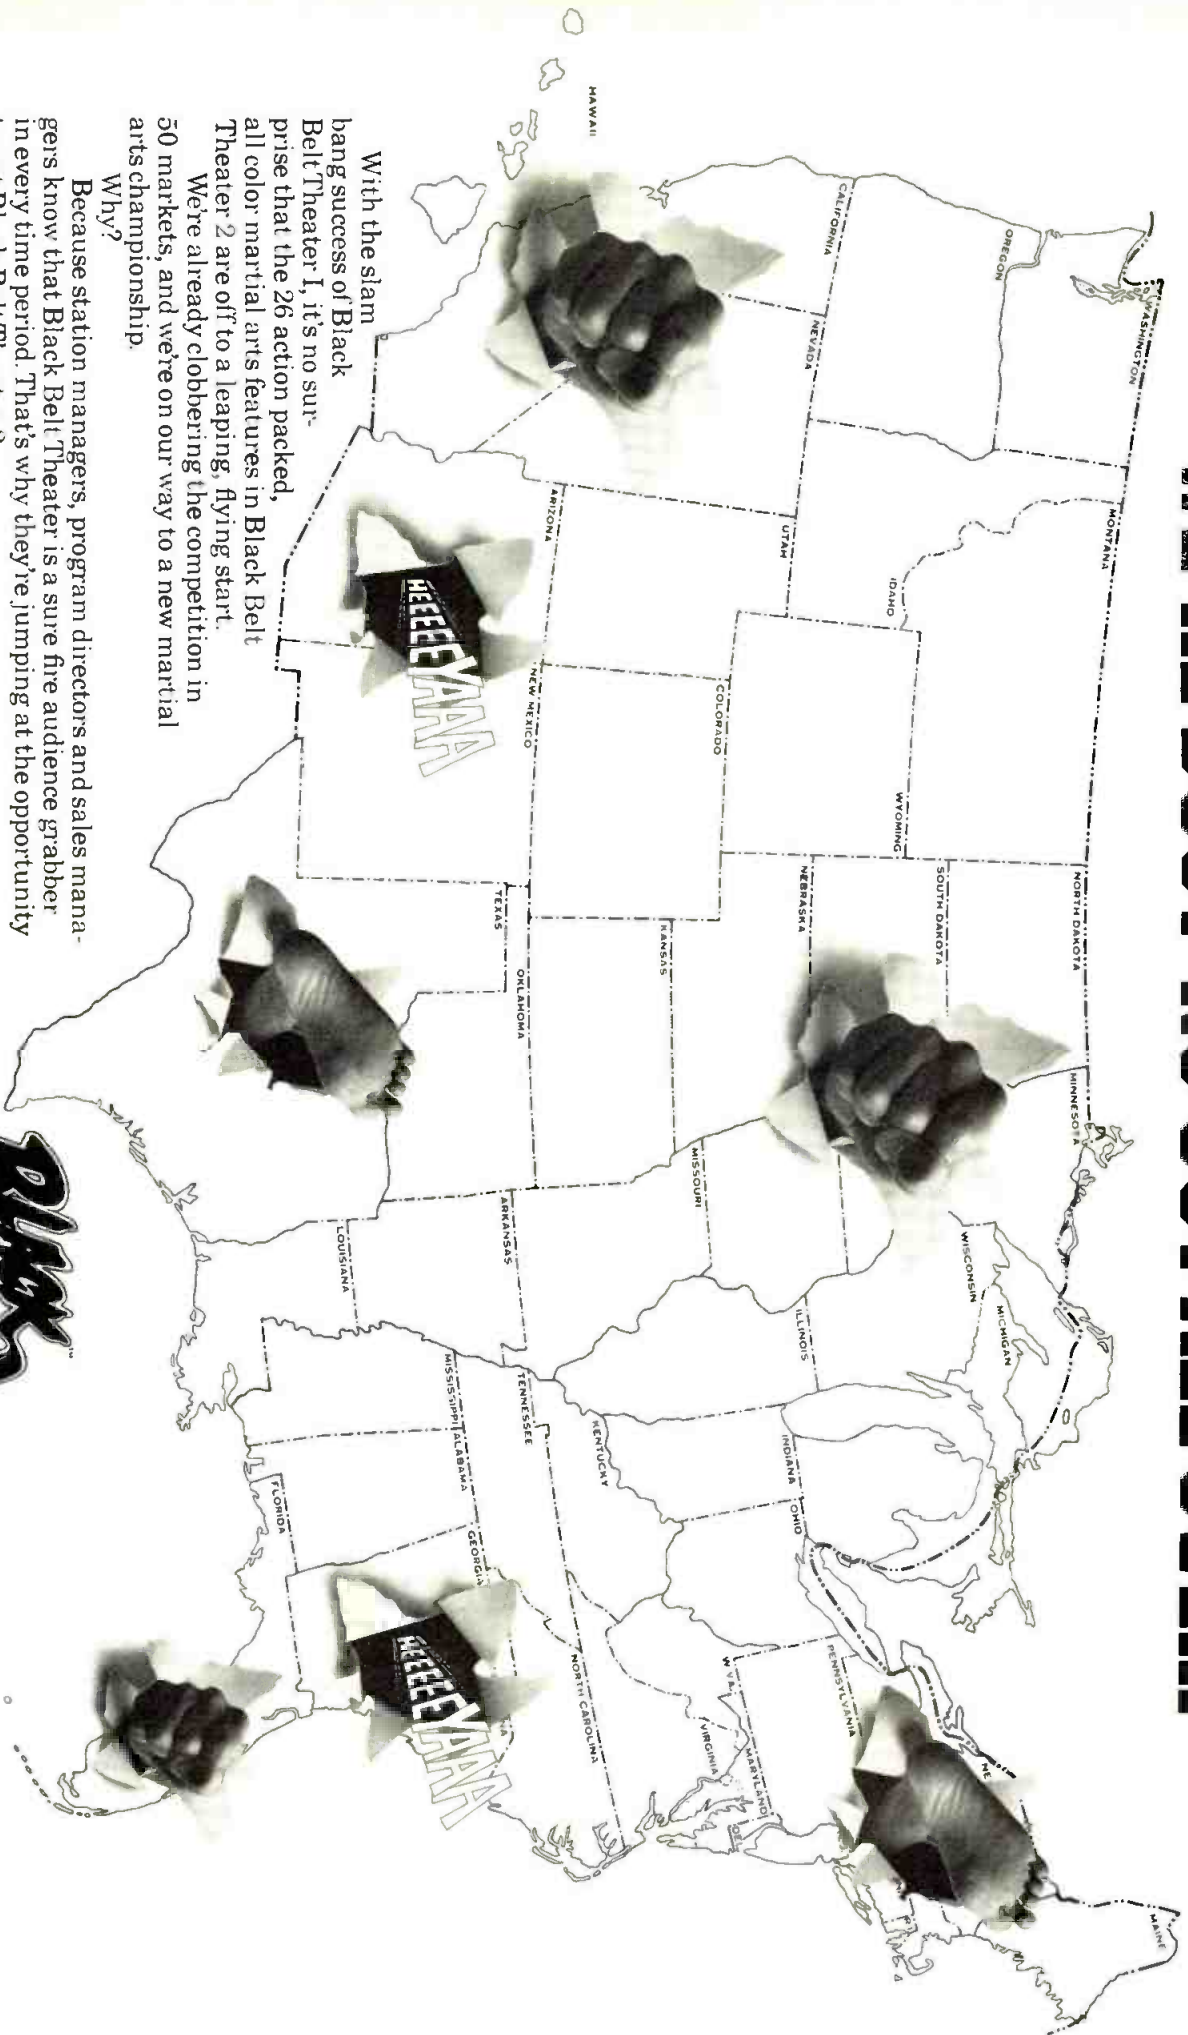 WASHINGTON
MONTANA
NORTH DAKOTA
MINNESOTA
MAINE
OREGON
IDAHO
SOUTH DAKOTA
WISCONSIN
MICHIGAN
NE
WYOMING
CALIFORNIA
NEVADA
UTAH
COLORADO
NEBRASKA
ILLINOIS
INDIANA
OHIO
PENNSYLVANIA
HAWAII
KANSAS
MISSOURI
KENTUCKY
W VA.
MARYLAND
DEL
VIRGINIA
ARIZONA
NEW MEXICO
OKLAHOMA
TEXAS
ARKANSAS
TENNESSEE
NORTH CAROLINA
MISSISSIPPI
ALABAMA
GEORGIA
LOUISIANA
FLORIDA
HEEEEYAAA
HEEEEYAAA
With the slam
bang success of Black
Belt Theater I, it's no sur-
prise that the 26 action packed,
all color martial arts features in Black Belt
Theater 2 are off to a leaping, flying start.
We're already clobbering the competition in
50 markets, and we're on our way to a new martial
arts championship.
Why?
Because station managers, program directors and sales mana-
gers know that Black Belt Theater is a sure fire audience grabber
in every time period. That's why they're jumping at the opportunity
BLACK